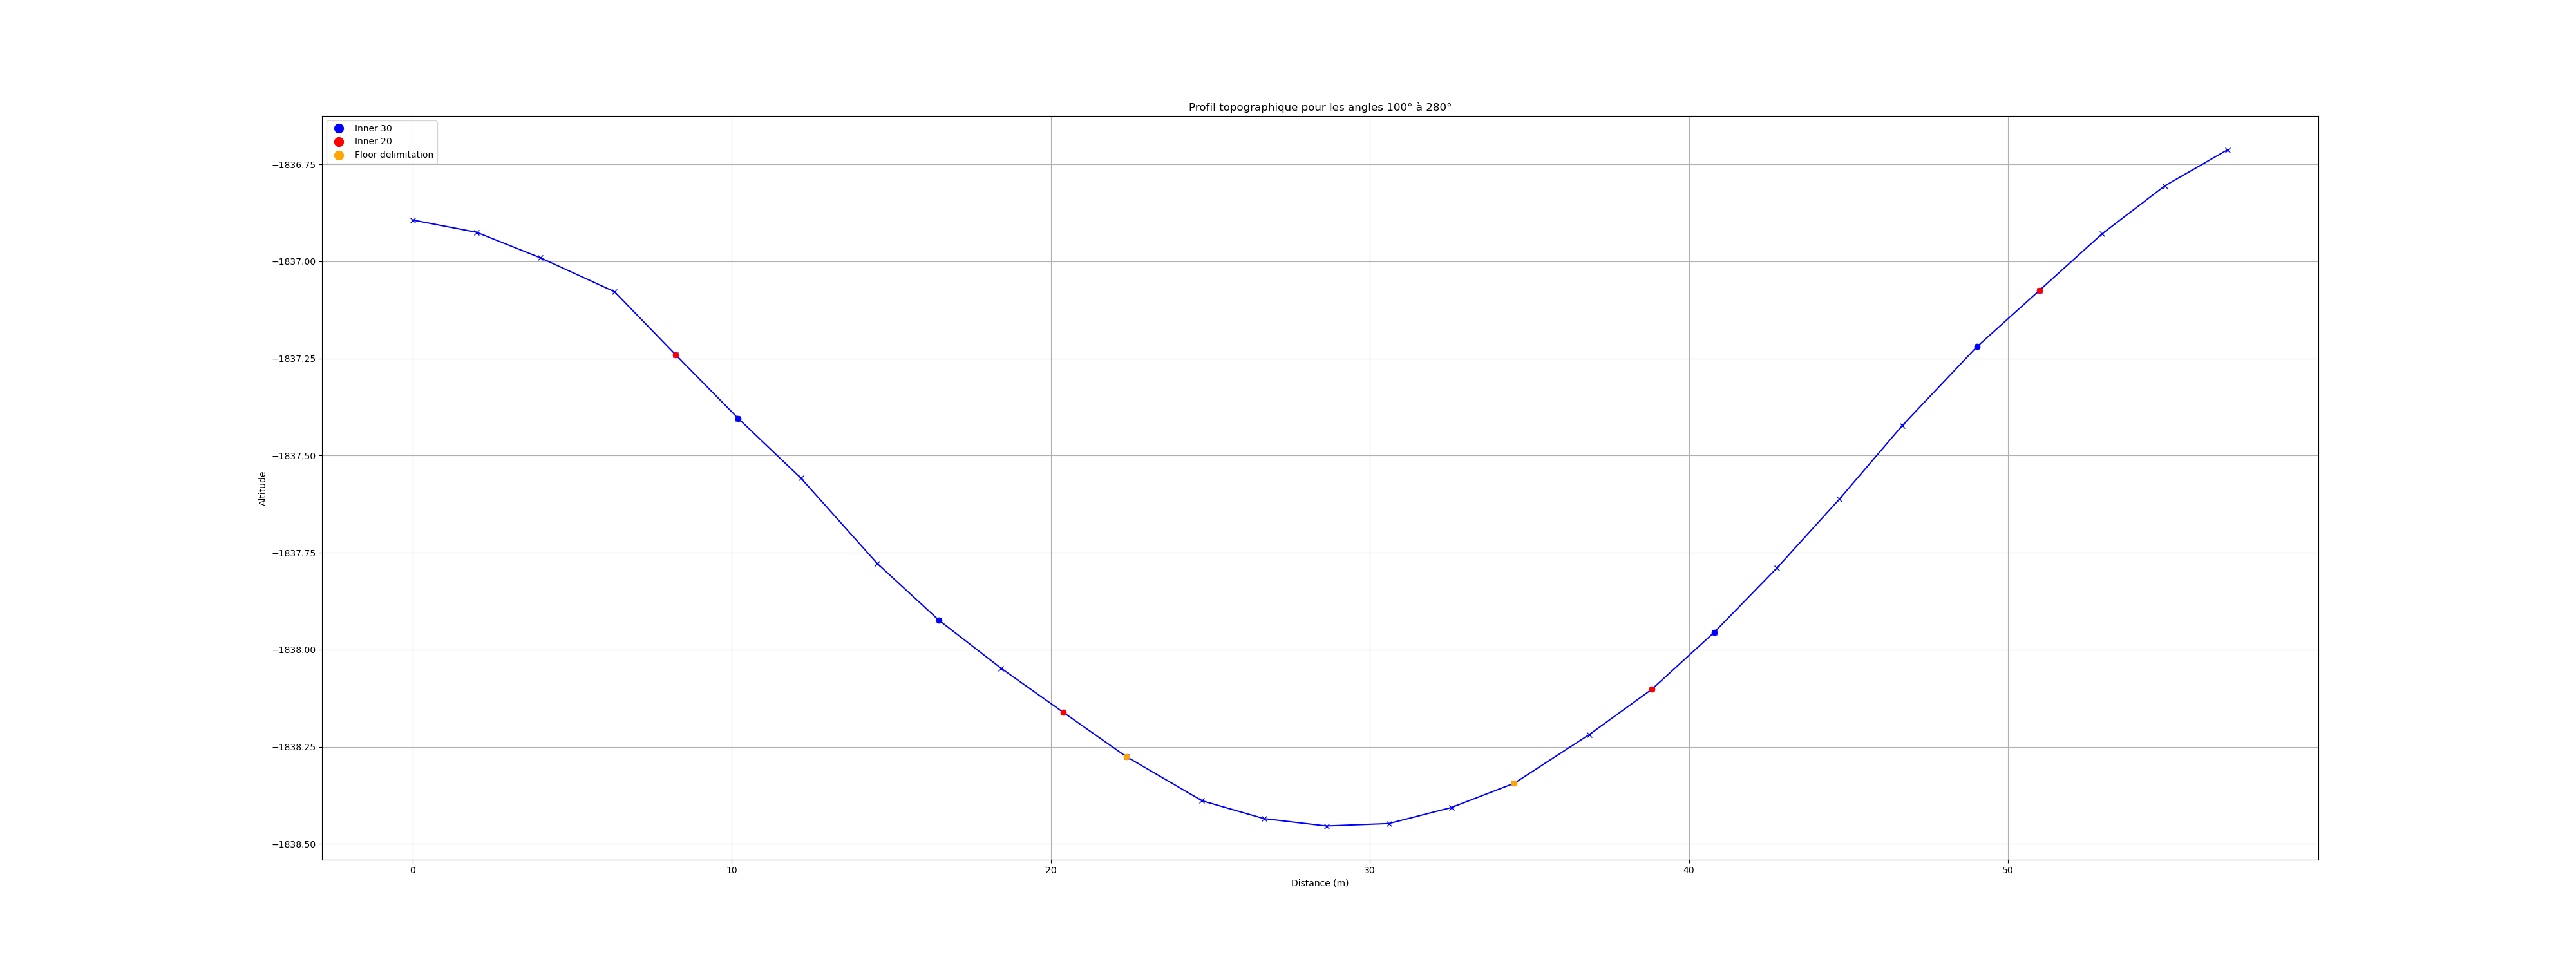 Profil topographique pour les angles 100° à 280°
Inner 30
Inner 20
Floor delimitation
−1836.75
−1837.00
−1837.25
−1837.50
−1837.75
−1838.00
−1838.25
−1838.50
Altitude
0 10 20 30 40 50
Distance (m)